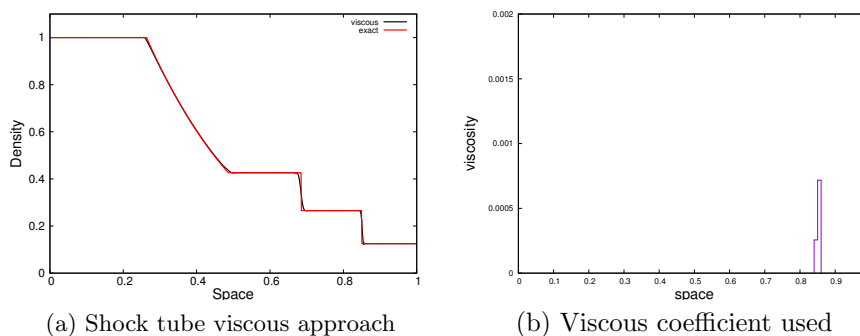 viscous
exact
1
0.8
0.6
0.4
0.2
0
Density
0 0.2 0.4 0.6 0.8 1
Space
(a) Shock tube viscous approach
0.002
0.0015
0.001
0.0005
0
viscosity
0 0.1 0.2 0.3 0.4 0.5 0.6 0.7 0.8 0.9
space
(b) Viscous coefficient used